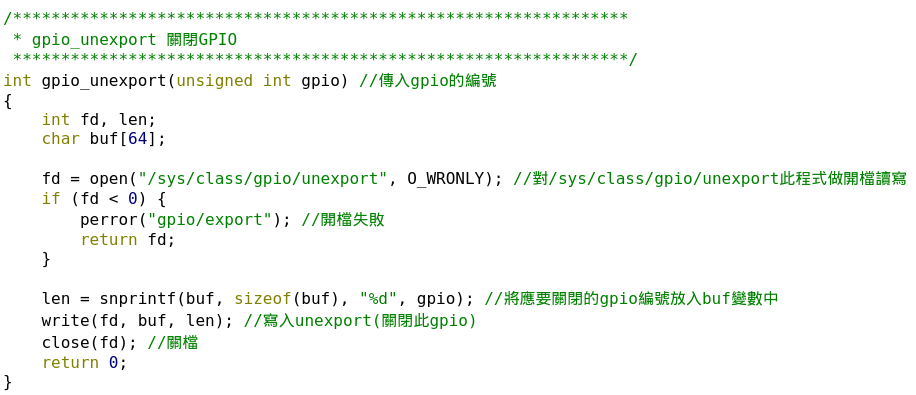 /****************************************************************
 * gpio_unexport 關閉GPIO
 ****************************************************************/
int gpio_unexport(unsigned int gpio) //傳入gpio的編號
{
    int fd, len;
    char buf[64];

    fd = open("/sys/class/gpio/unexport", O_WRONLY); //對/sys/class/gpio/unexport此程式做開檔讀寫
    if (fd < 0) {
        perror("gpio/export"); //開檔失敗
        return fd;
    }

    len = snprintf(buf, sizeof(buf), "%d", gpio); //將應要關閉的gpio編號放入buf變數中
    write(fd, buf, len); //寫入unexport(關閉此gpio)
    close(fd); //關檔
    return 0;
}